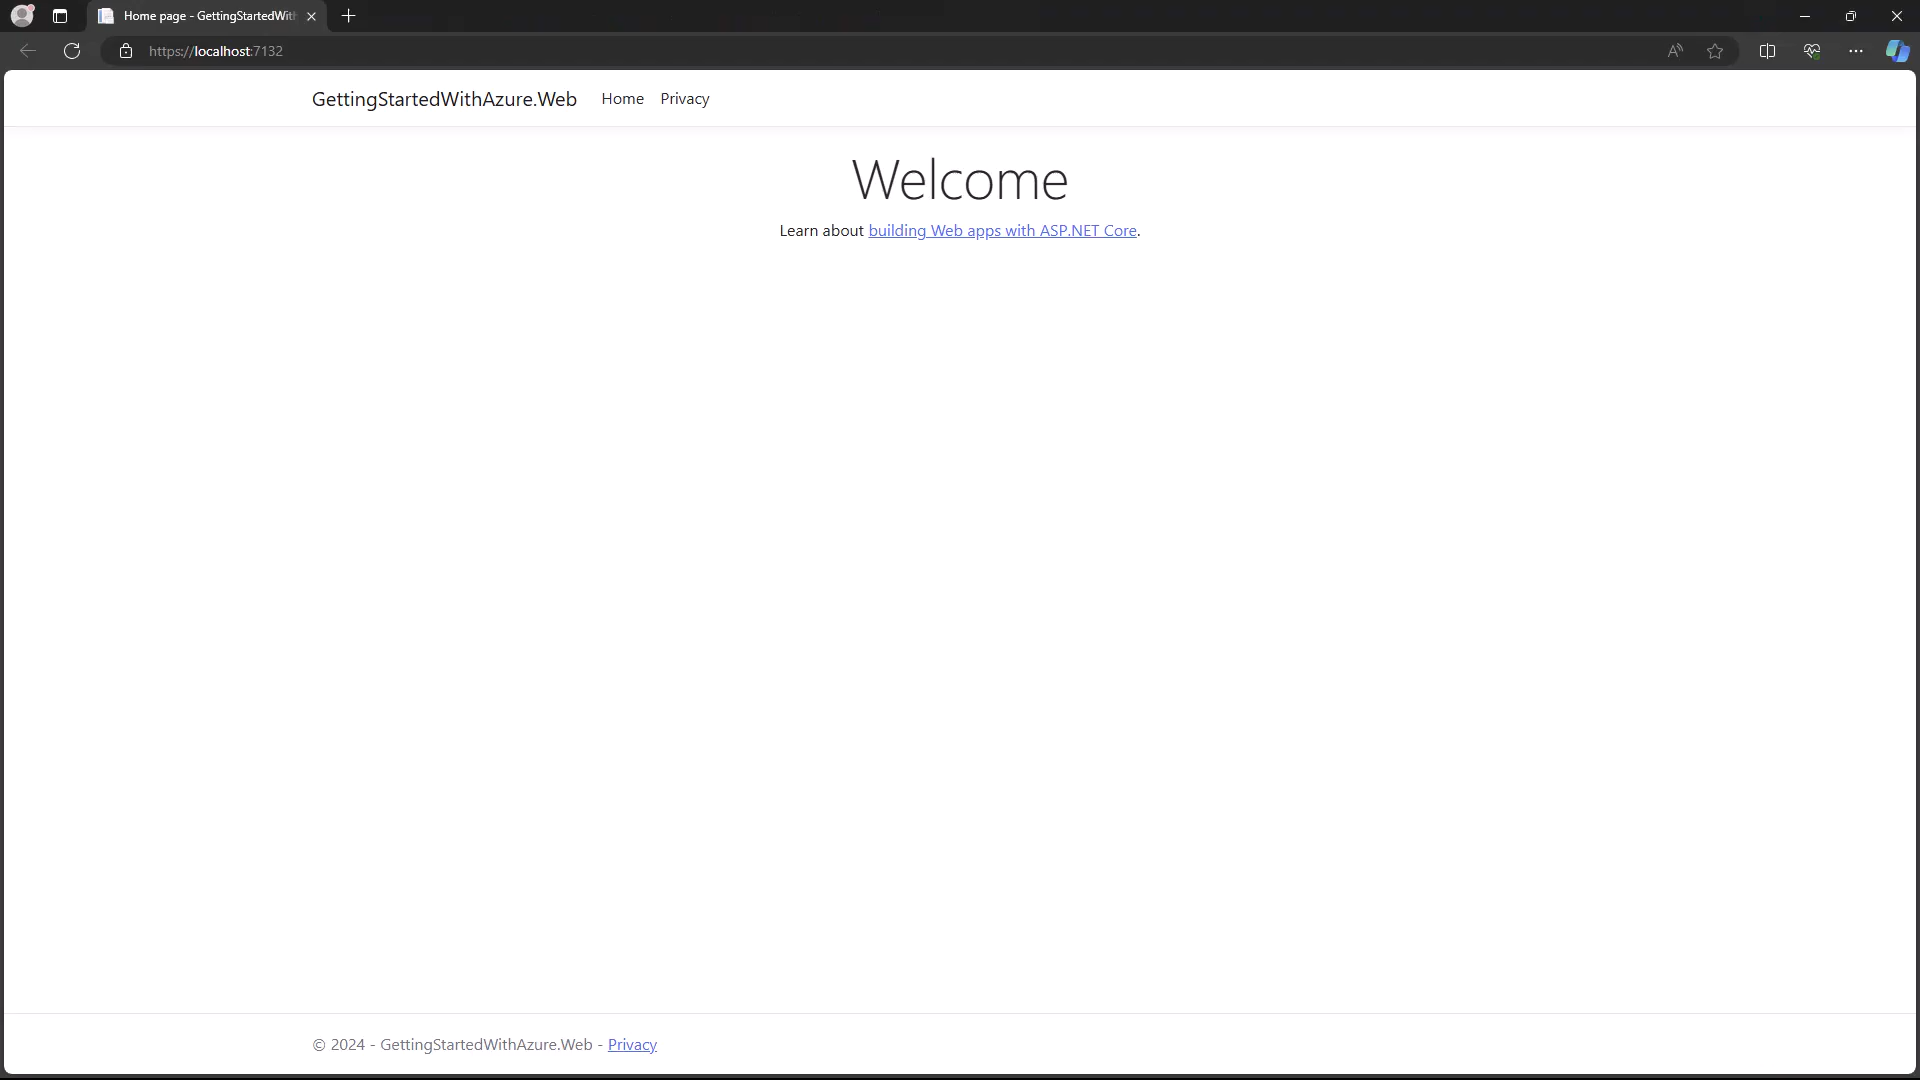 Home page - GettingStartedWith
https://localhost:7132
GettingStartedWithAzure.Web Home Privacy
Welcome
Learn about building Web apps with ASP.NET Core.
© 2024 - GettingStartedWithAzure.Web - Privacy